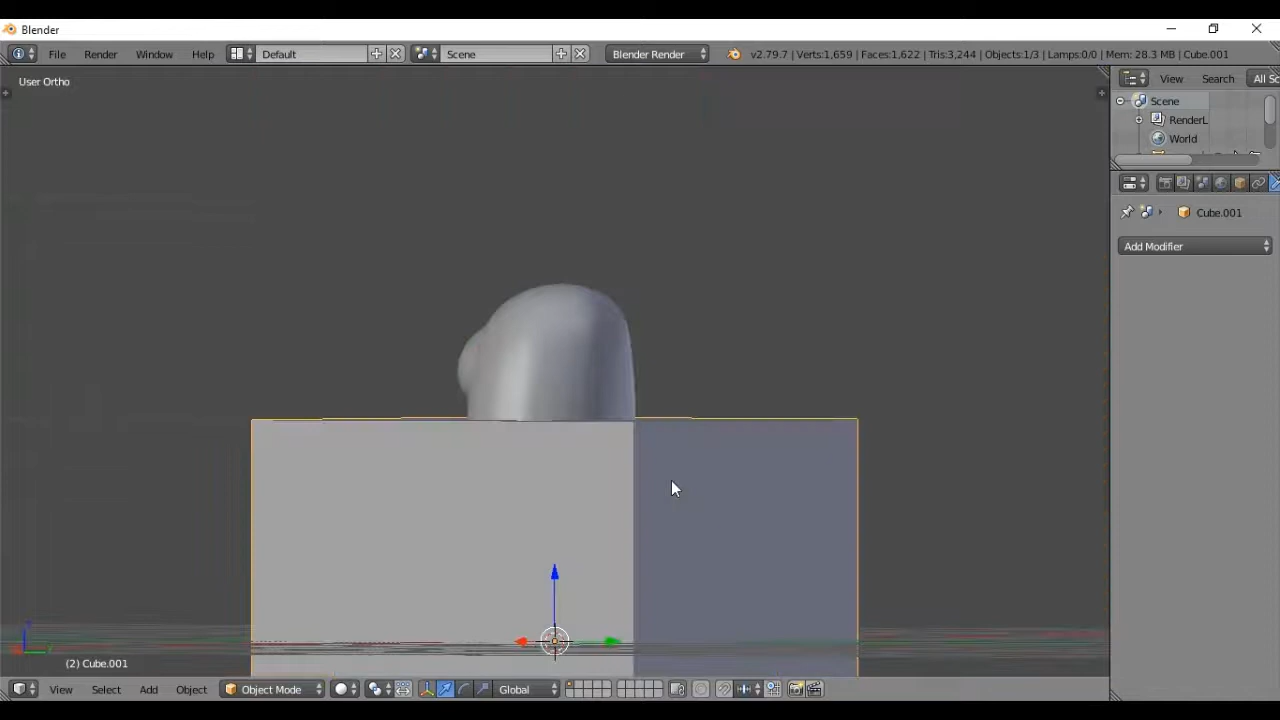 Blender
File Render Window Help Default Scene Blender Render v2.79.7 | Verts:1,659 | Faces:1,622 | Tris:3,244 | Objects:1/3 | Lamps:0/0 | Mem: 28.3 MB | Cube.001
User Ortho
View Search All Sc
Scene
RenderL
World
Cube.001
Add Modifier
(2) Cube.001
View Select Add Object Object Mode Global